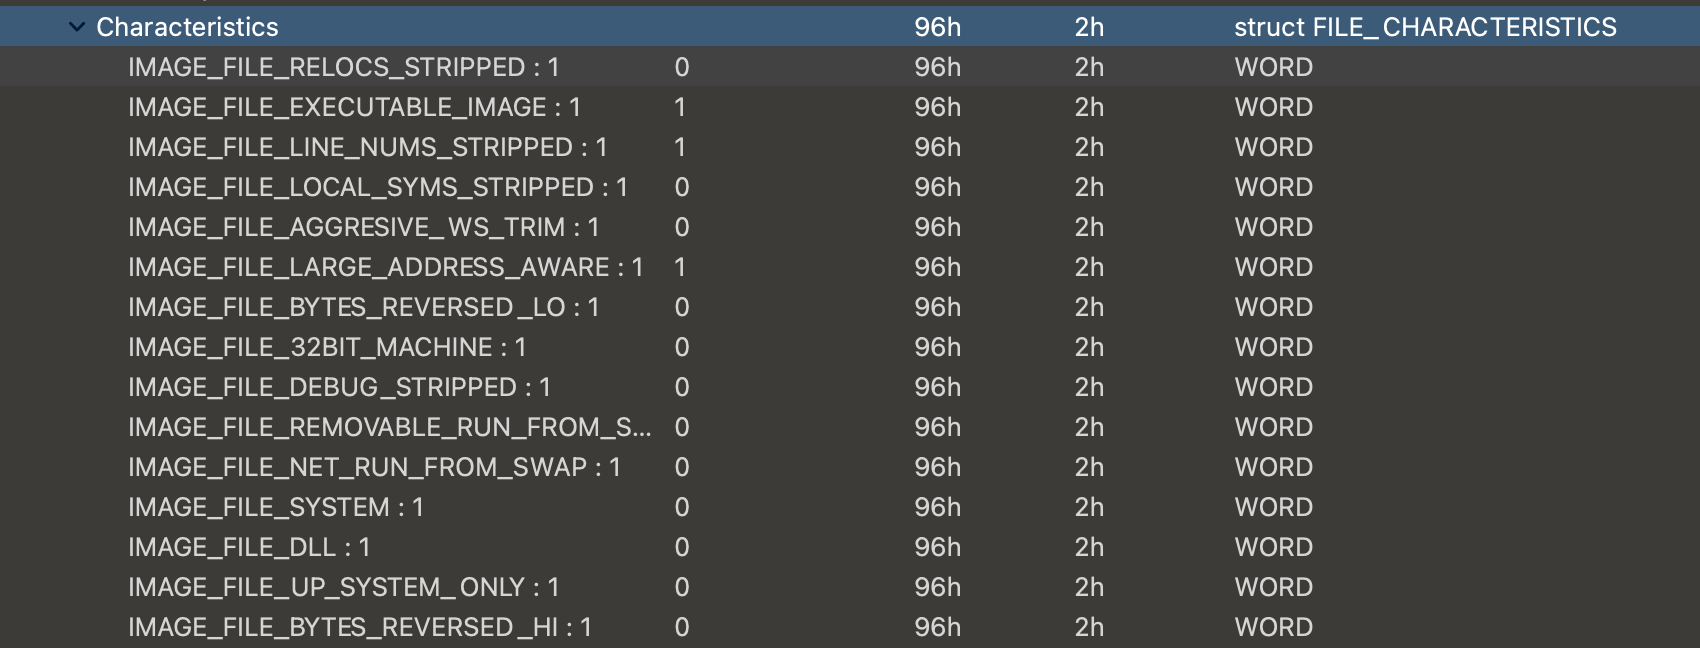 Characteristics 96h 2h struct FILE_CHARACTERISTICS
IMAGE_FILE_RELOCS_STRIPPED : 1 0 96h 2h WORD
IMAGE_FILE_EXECUTABLE_IMAGE : 1 1 96h 2h WORD
IMAGE_FILE_LINE_NUMS_STRIPPED : 1 1 96h 2h WORD
IMAGE_FILE_LOCAL_SYMS_STRIPPED : 1 0 96h 2h WORD
IMAGE_FILE_AGGRESIVE_WS_TRIM : 1 0 96h 2h WORD
IMAGE_FILE_LARGE_ADDRESS_AWARE : 1 1 96h 2h WORD
IMAGE_FILE_BYTES_REVERSED_LO : 1 0 96h 2h WORD
IMAGE_FILE_32BIT_MACHINE : 1 0 96h 2h WORD
IMAGE_FILE_DEBUG_STRIPPED : 1 0 96h 2h WORD
IMAGE_FILE_REMOVABLE_RUN_FROM_S... 0 96h 2h WORD
IMAGE_FILE_NET_RUN_FROM_SWAP : 1 0 96h 2h WORD
IMAGE_FILE_SYSTEM : 1 0 96h 2h WORD
IMAGE_FILE_DLL : 1 0 96h 2h WORD
IMAGE_FILE_UP_SYSTEM_ONLY : 1 0 96h 2h WORD
IMAGE_FILE_BYTES_REVERSED_HI : 1 0 96h 2h WORD